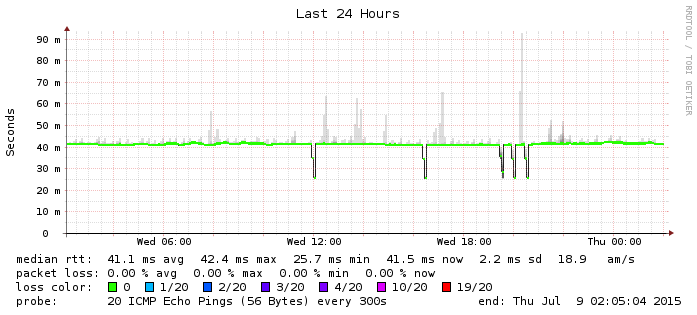 Last 24 Hours
RRDTOOL / TOBI OETIKER
Seconds
90 m
80 m
70 m
60 m
50 m
40 m
30 m
20 m
10 m
0
Wed 06:00 Wed 12:00 Wed 18:00 Thu 00:00
median rtt: 41.1 ms avg 42.4 ms max 25.7 ms min 41.5 ms now 2.2 ms sd 18.9 am/s
packet loss: 0.00 % avg 0.00 % max 0.00 % min 0.00 % now
loss color: 0 1/20 2/20 3/20 4/20 10/20 19/20
probe: 20 ICMP Echo Pings (56 Bytes) every 300s end: Thu Jul 9 02:05:04 2015